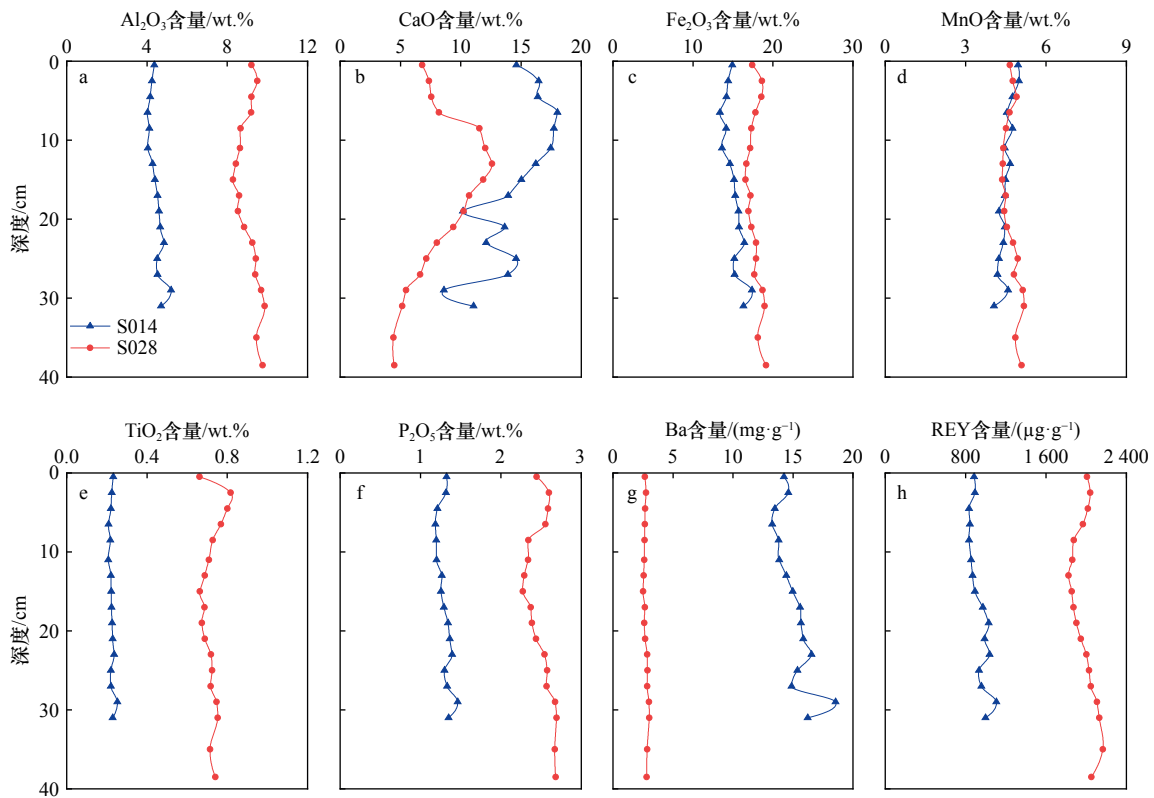 Al₂O₃含量/wt.% CaO含量/wt.% Fe₂O₃含量/wt.% MnO含量/wt.%
0 4 8 12 0 5 10 15 20 0 10 20 30 0 3 6 9
0 a b c d
10
深度/cm
20
30
S014
S028
40
TiO₂含量/wt.% P₂O₅含量/wt.% Ba含量/(mg·g⁻¹) REY含量/(μg·g⁻¹)
0.0 0.4 0.8 1.2 0 1 2 3 0 5 10 15 20 0 800 1 600 2 400
0 e f g h
10
深度/cm
20
30
40